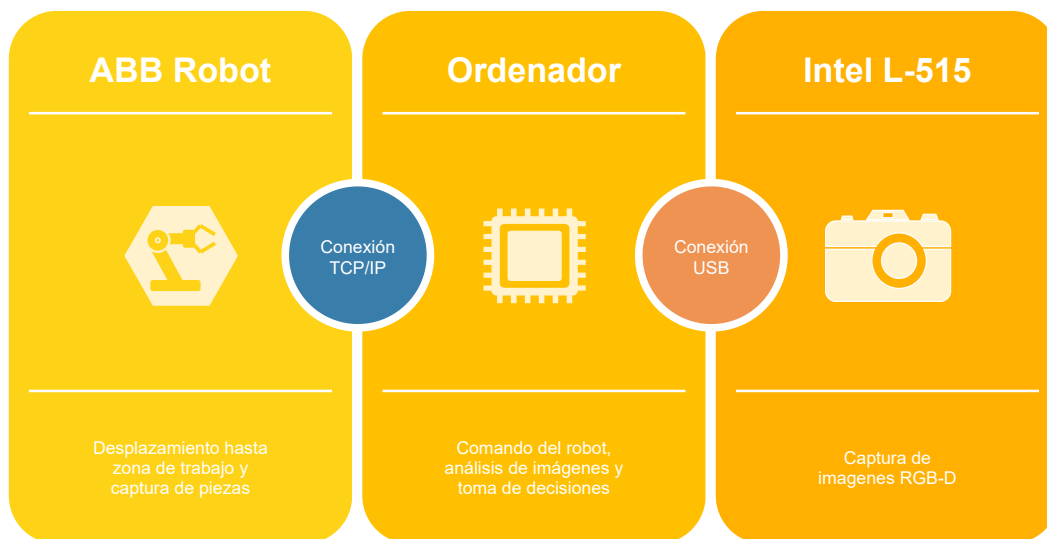 ABB Robot
Conexión
TCP/IP
Desplazamiento hasta
zona de trabajo y
captura de piezas
Ordenador
Comando del robot,
análisis de imágenes y
toma de decisiones
Conexión
USB
Intel L-515
Captura de
imagenes RGB-D